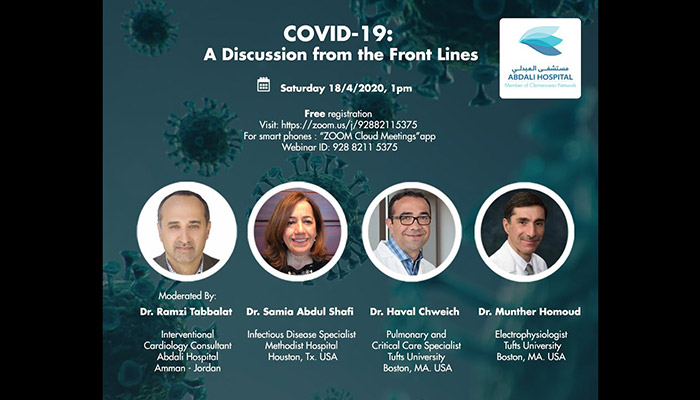 COVID-19:
A Discussion from the Front Lines
مستشفى العبدلي
ABDALI HOSPITAL
Member of Clemenceau Network
Saturday 18/4/2020, 1pm
Free registration
Visit: https://zoom.us/j/92882115375
For smart phones : "ZOOM Cloud Meetings"app
Webinar ID: 928 8211 5375
Moderated By:
Dr. Ramzi Tabbalat
Interventional
Cardiology Consultant
Abdali Hospital
Amman - Jordan
Dr. Samia Abdul Shafi
Infectious Disease Specialist
Methodist Hospital
Houston, Tx. USA
Dr. Haval Chweich
Pulmonary and
Critical Care Specialist
Tufts University
Boston, MA. USA
Dr. Munther Homoud
Electrophysiologist
Tufts University
Boston, MA. USA